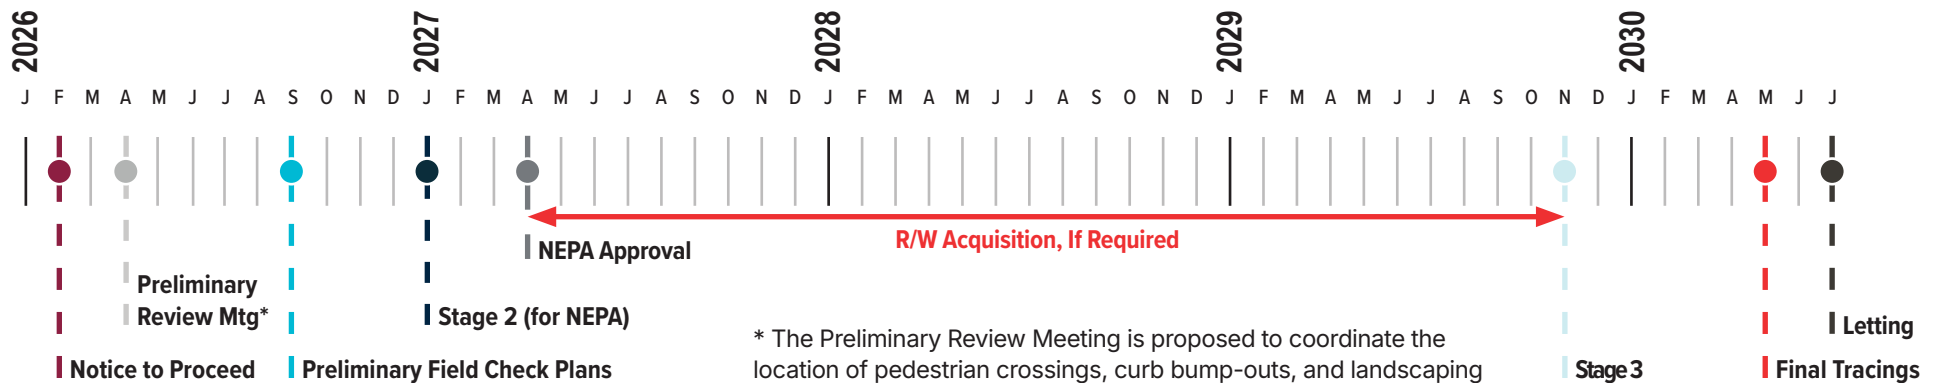 2026 2027 2028 2029 2030
J F M A M J J A S O N D J F M A M J J A S O N D J F M A M J J A S O N D J F M A M J J A S O N D J F M A M J J
R/W Acquisition, If Required
NEPA Approval
Preliminary
Review Mtg*
Stage 2 (for NEPA)
Letting
* The Preliminary Review Meeting is proposed to coordinate the
location of pedestrian crossings, curb bump-outs, and landscaping
Notice to Proceed
Preliminary Field Check Plans
Stage 3
Final Tracings